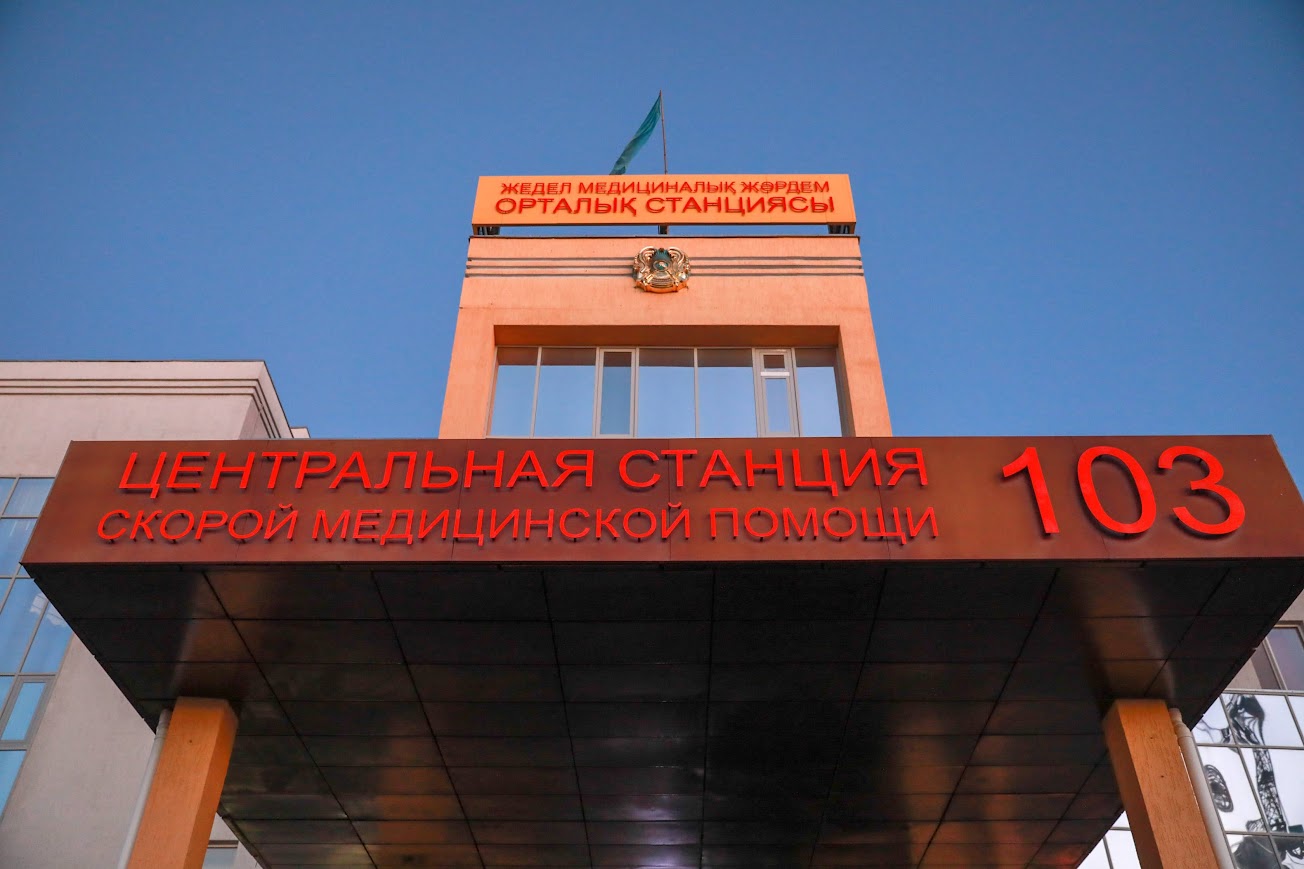 ЖЕДЕЛ МЕДИЦИНАЛЫҚ ЖӘРДЕМ
ОРТАЛЫҚ СТАНЦИЯСЫ
ЦЕНТРАЛЬНАЯ СТАНЦИЯ
СКОРОЙ МЕДИЦИНСКОЙ ПОМОЩИ
103